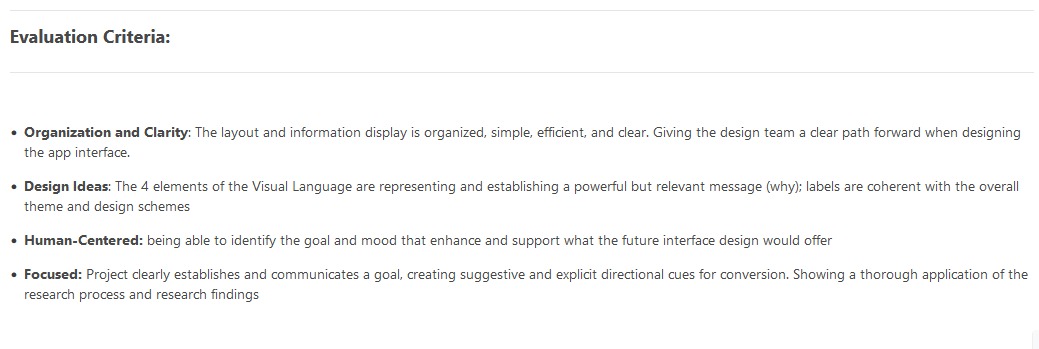 Evaluation Criteria:
• Organization and Clarity: The layout and information display is organized, simple, efficient, and clear. Giving the design team a clear path forward when designing
the app interface.
• Design Ideas: The 4 elements of the Visual Language are representing and establishing a powerful but relevant message (why); labels are coherent with the overall
theme and design schemes
• Human-Centered: being able to identify the goal and mood that enhance and support what the future interface design would offer
• Focused: Project clearly establishes and communicates a goal, creating suggestive and explicit directional cues for conversion. Showing a thorough application of the
research process and research findings